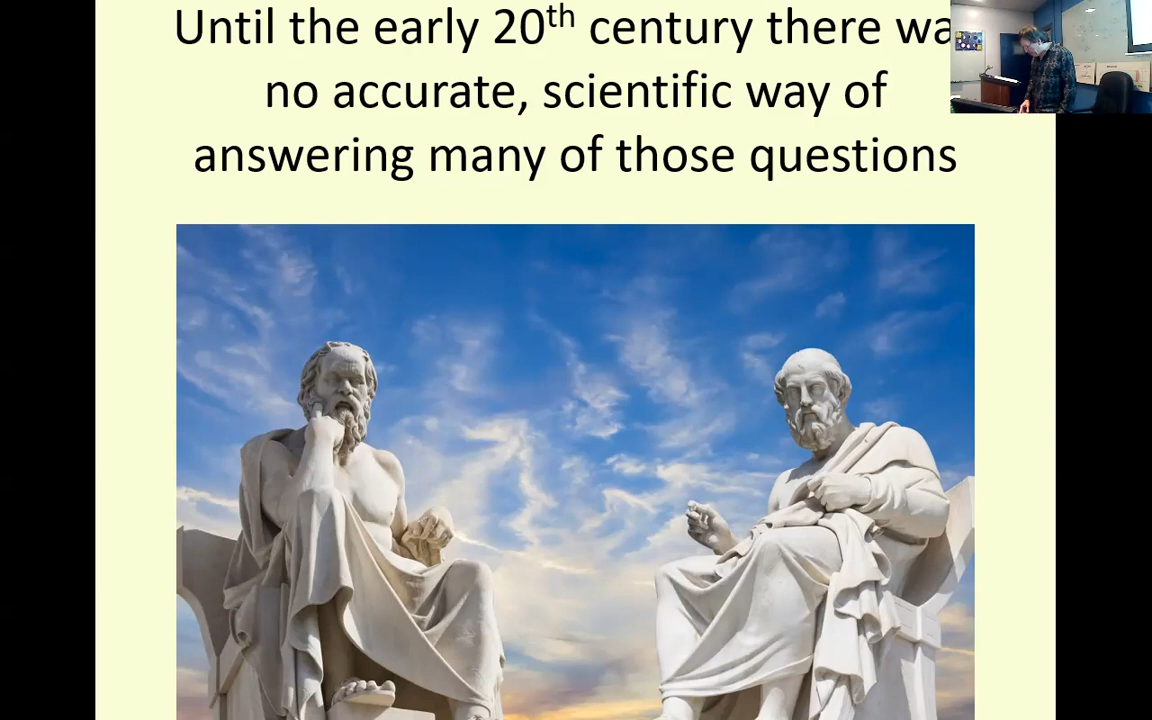 Until the early 20th century there wa
no accurate, scientific way of
answering many of those questions